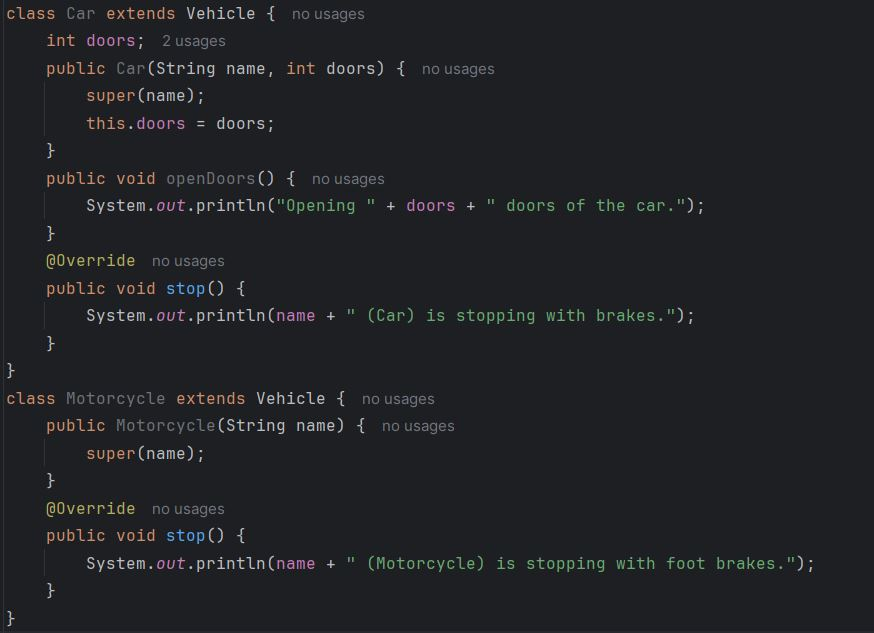 class Car extends Vehicle {  no usages
    int doors;  2 usages
    public Car(String name, int doors) {  no usages
        super(name);
        this.doors = doors;
    }
    public void openDoors() {  no usages
        System.out.println("Opening " + doors + " doors of the car.");
    }
    @Override  no usages
    public void stop() {
        System.out.println(name + " (Car) is stopping with brakes.");
    }
}
class Motorcycle extends Vehicle {  no usages
    public Motorcycle(String name) {  no usages
        super(name);
    }
    @Override  no usages
    public void stop() {
        System.out.println(name + " (Motorcycle) is stopping with foot brakes.");
    }
}